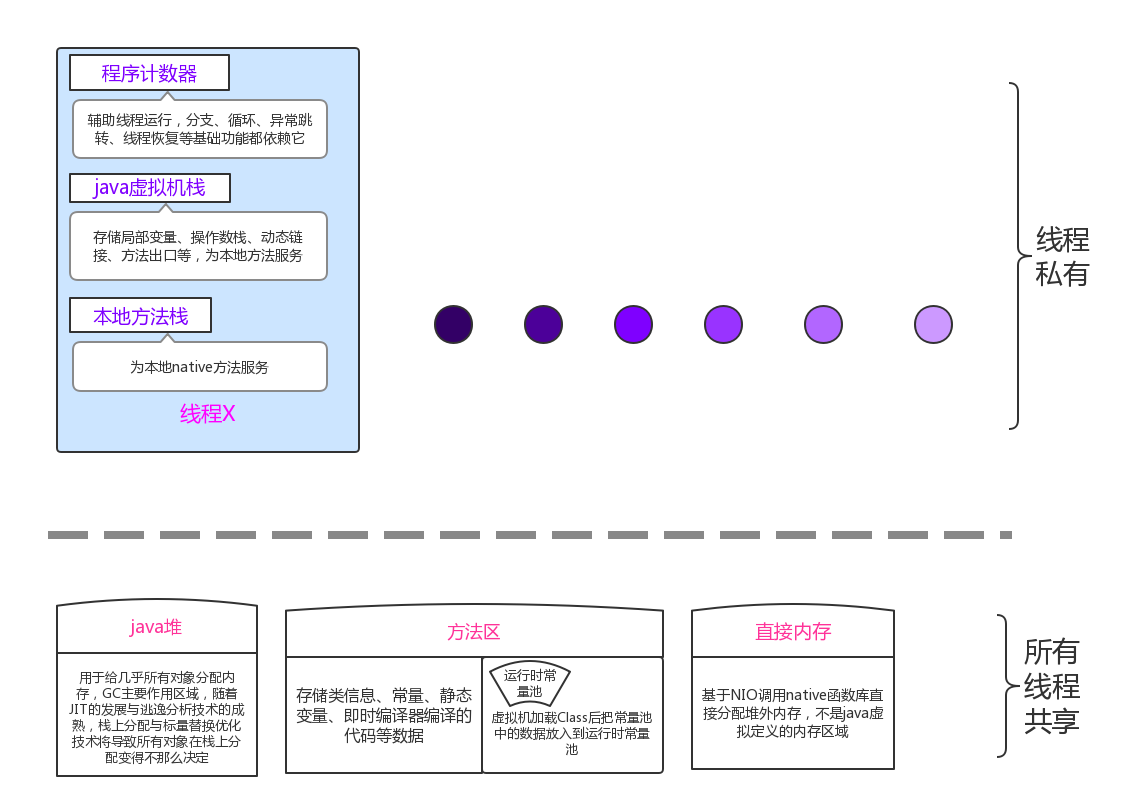 程序计数器
辅助线程运行，分支、循环、异常跳
转、线程恢复等基础功能都依赖它
java虚拟机栈
存储局部变量、操作数栈、动态链
接、方法出口等，为本地方法服务
本地方法栈
为本地native方法服务
线程X
线程
私有
java堆
用于给几乎所有对象分配内
存，GC主要作用区域，随着
JIT的发展与逃逸分析技术的成
熟，栈上分配与标量替换优化
技术将导致所有对象在栈上分
配变得不那么决定
方法区
存储类信息、常量、静态
变量、即时编译器编译的
代码等数据
运行时常
量池
虚拟机加载Class后把常量池
中的数据放入到运行时常量
池
直接内存
基于NIO调用native函数库直
接分配堆外内存，不是java虚
拟定义的内存区域
所有
线程
共享